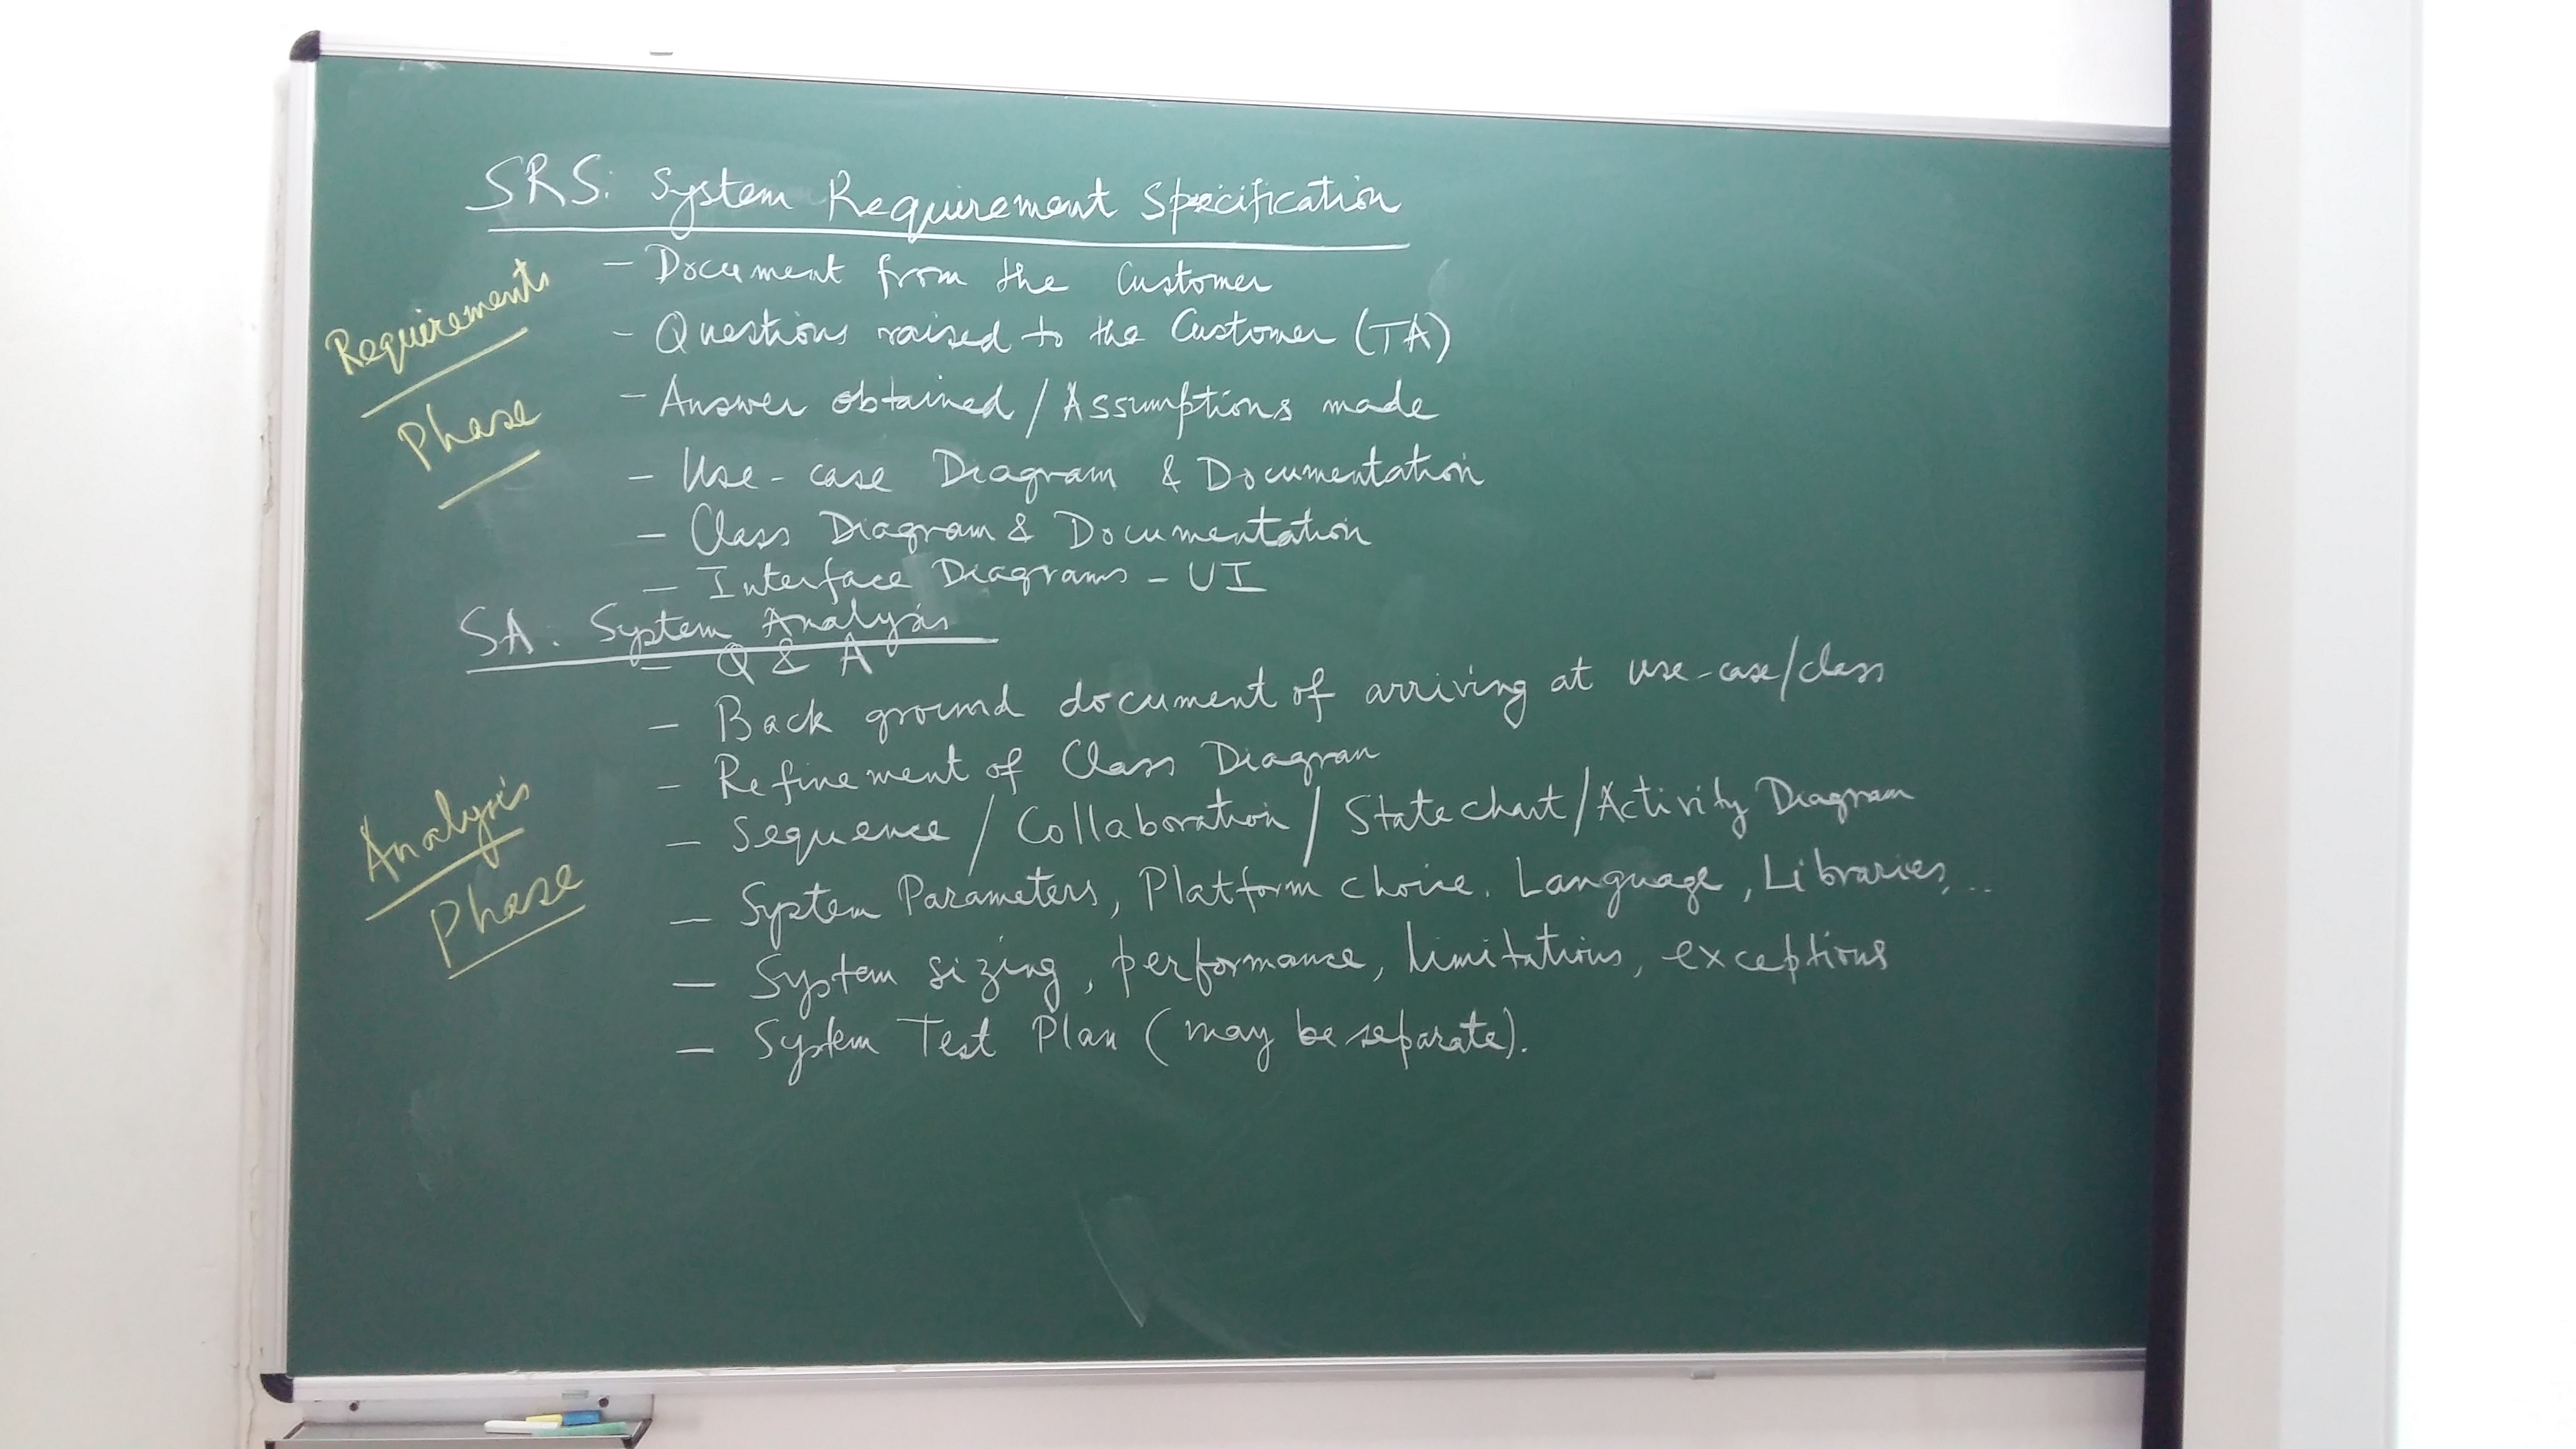 SRS: System Requirement Specification
Requirements
Phase
- Document from the Customer
- Questions raised to the Customer (TA)
- Answer obtained / Assumptions made
- Use-case Diagram & Documentation
- Class Diagram & Documentation
- Interface Diagrams - UI
SA: System Analysis
Analysis
Phase
- Q & A
- Back ground document of arriving at use-case/class
- Refinement of Class Diagram
- Sequence / Collaboration / State chart / Activity Diagram
- System Parameters, Platform choice. Language, Libraries, ..
- System sizing, performance, limitations, exceptions
- System Test Plan (may be separate).